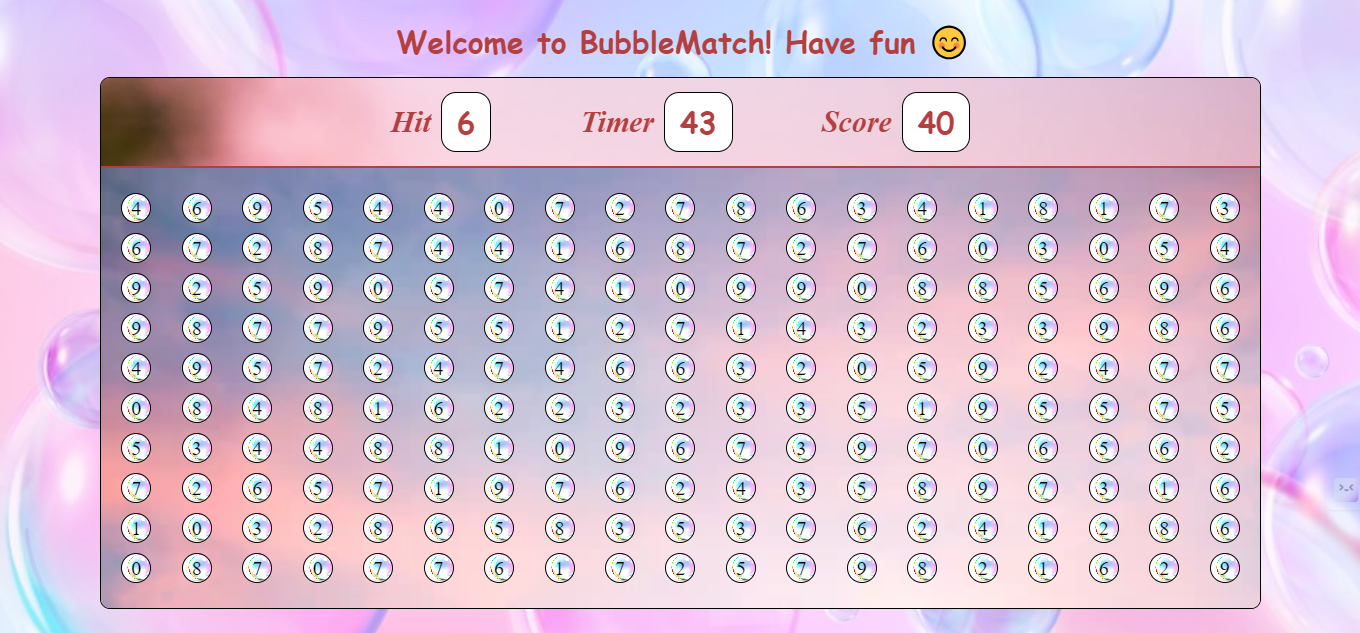 Welcome to BubbleMatch! Have fun 😊
Hit 6 Timer 43 Score 40
4 6 9 5 4 4 0 7 2 7 8 6 3 4 1 8 1 7 3
6 7 2 8 7 4 4 1 6 8 7 2 7 6 0 3 0 5 4
9 2 5 9 0 5 7 4 1 0 9 9 0 8 8 5 6 9 6
9 8 7 7 9 5 5 1 2 7 1 4 3 2 3 3 9 8 6
4 9 5 7 2 4 7 4 6 6 3 2 0 5 9 2 4 7 7
0 8 4 8 1 6 2 2 3 2 3 3 5 1 9 5 5 7 5
5 3 4 4 8 8 1 0 9 6 7 3 9 7 0 6 5 6 2
7 2 6 5 7 1 9 7 6 2 4 3 5 8 9 7 3 1 6
1 0 3 2 8 6 5 8 3 5 3 7 6 2 4 1 2 8 6
0 8 7 0 7 7 6 1 7 2 5 7 9 8 2 1 6 2 9